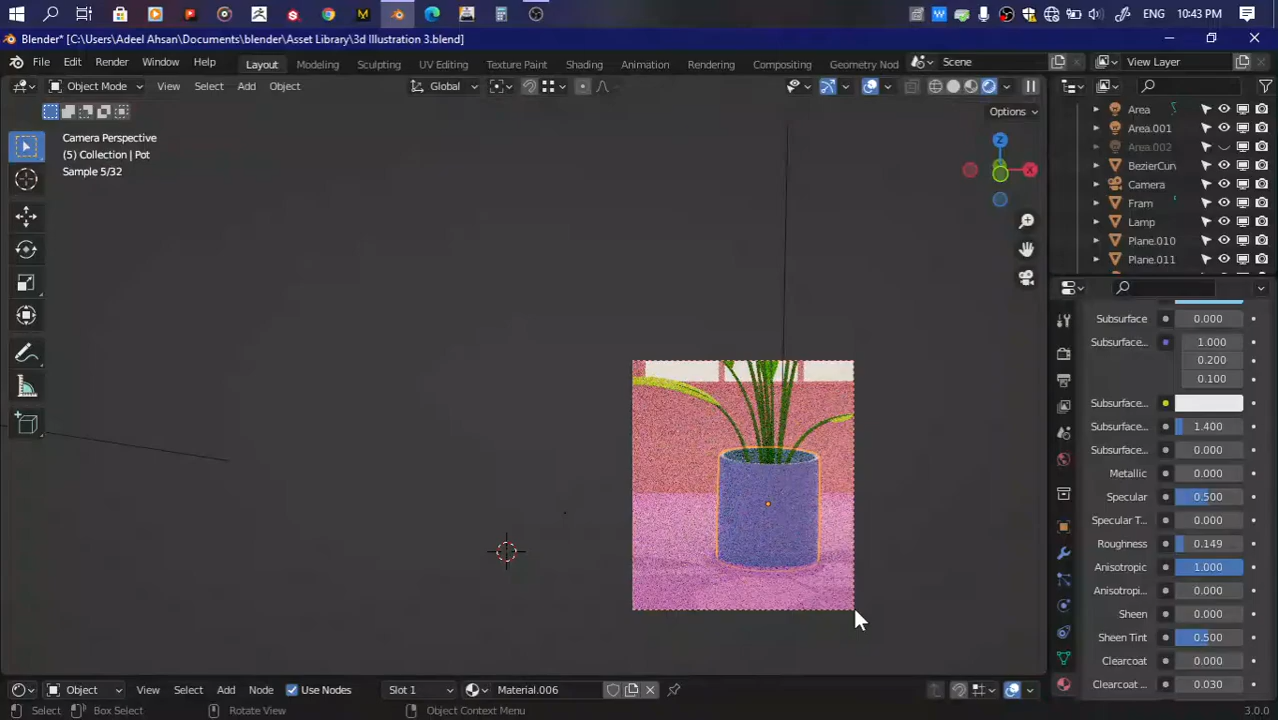 ENG 10:43 PM
Blender* [C:\Users\Adeel Ahsan\Documents\blender\Asset Library\3d Illustration 3.blend]
File Edit Render Window Help Layout Modeling Sculpting UV Editing Texture Paint Shading Animation Rendering Compositing Geometry Nod Scene View Layer
Object Mode View Select Add Object Global
Options
Camera Perspective
(5) Collection | Pot
Sample 5/32
Z
X
Area
Area.001
Area.002
BezierCurv
Camera
Fram
Lamp
Plane.010
Plane.011
Subsurface 0.000
Subsurface... 1.000
0.200
0.100
Subsurface...
Subsurface... 1.400
Subsurface... 0.000
Metallic 0.000
Specular 0.500
Specular T... 0.000
Roughness 0.149
Anisotropic 1.000
Anisotropi... 0.000
Sheen 0.000
Sheen Tint 0.500
Clearcoat 0.000
Clearcoat ... 0.030
Object View Select Add Node Use Nodes Slot 1 Material.006
Select Box Select Rotate View Object Context Menu 3.0.0